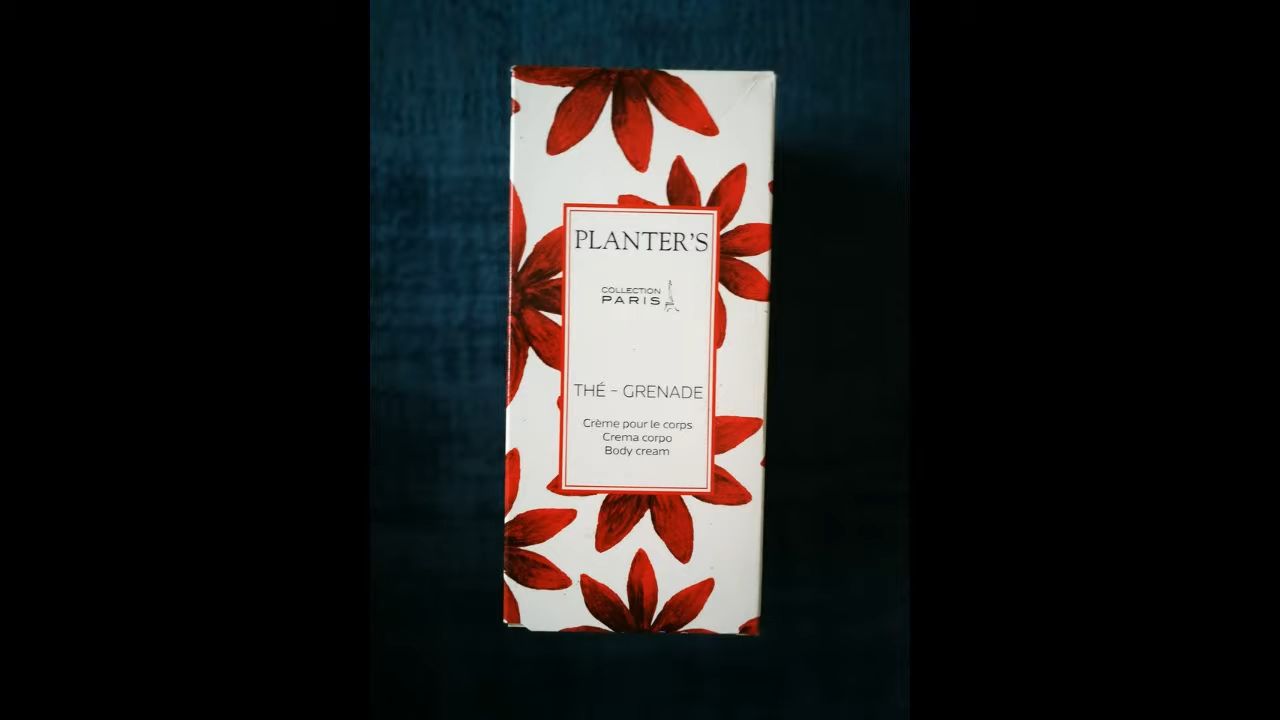 PLANTER'S
COLLECTION
PARIS
THÉ - GRENADE
Crème pour le corps
Crema corpo
Body cream